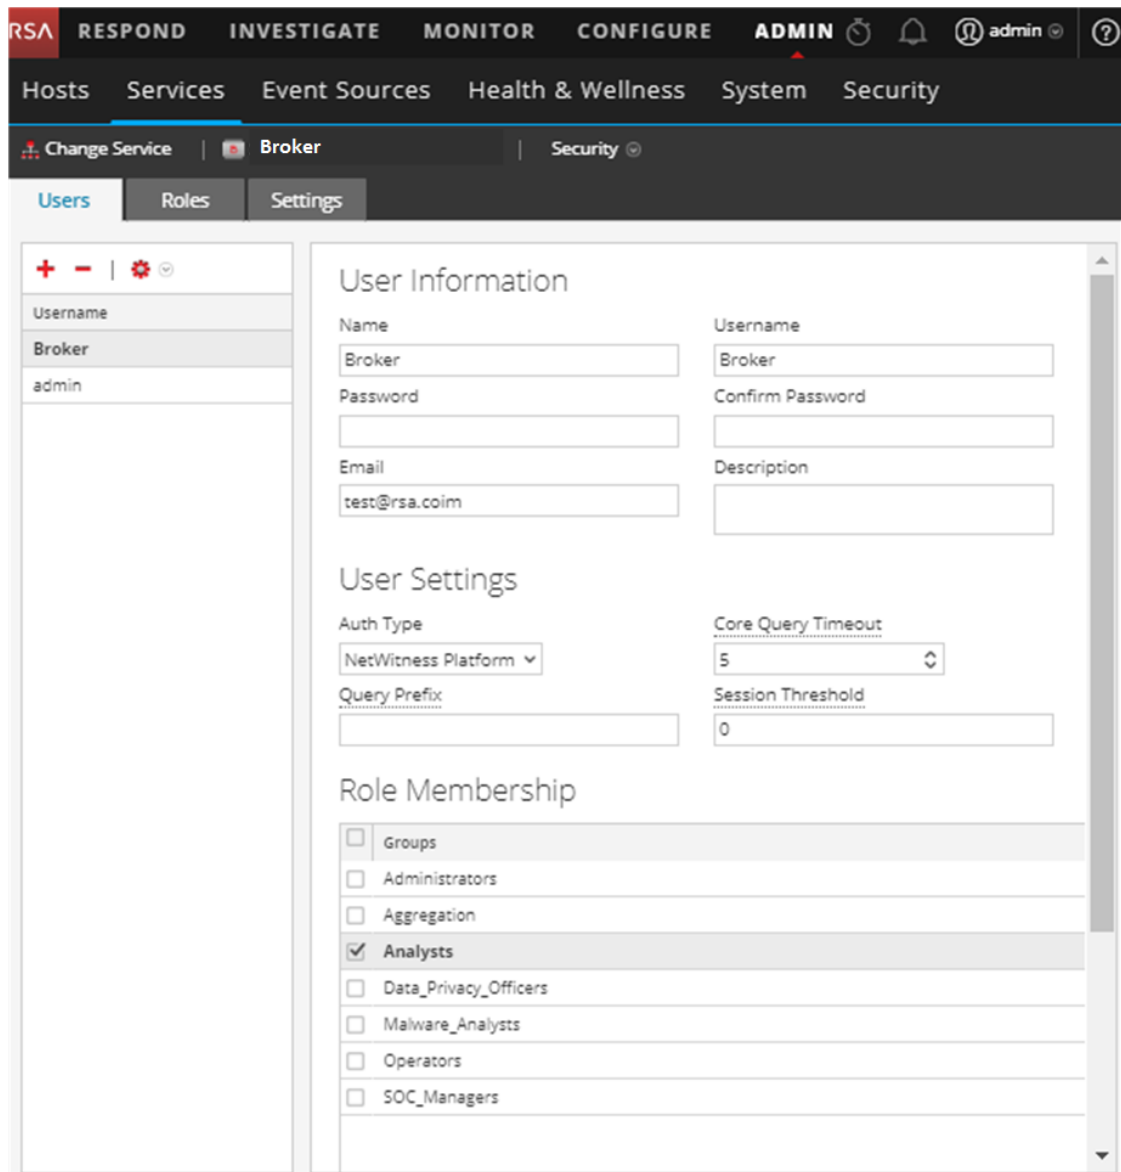 RSA RESPOND INVESTIGATE MONITOR CONFIGURE ADMIN admin ?
Hosts Services Event Sources Health & Wellness System Security
Change Service | Broker | Security
Users Roles Settings
Username
Broker
admin
User Information
Name Username
Broker Broker
Password Confirm Password
Email Description
test@rsa.coim
User Settings
Auth Type Core Query Timeout
NetWitness Platform 5
Query Prefix Session Threshold
0
Role Membership
Groups
Administrators
Aggregation
Analysts
Data_Privacy_Officers
Malware_Analysts
Operators
SOC_Managers